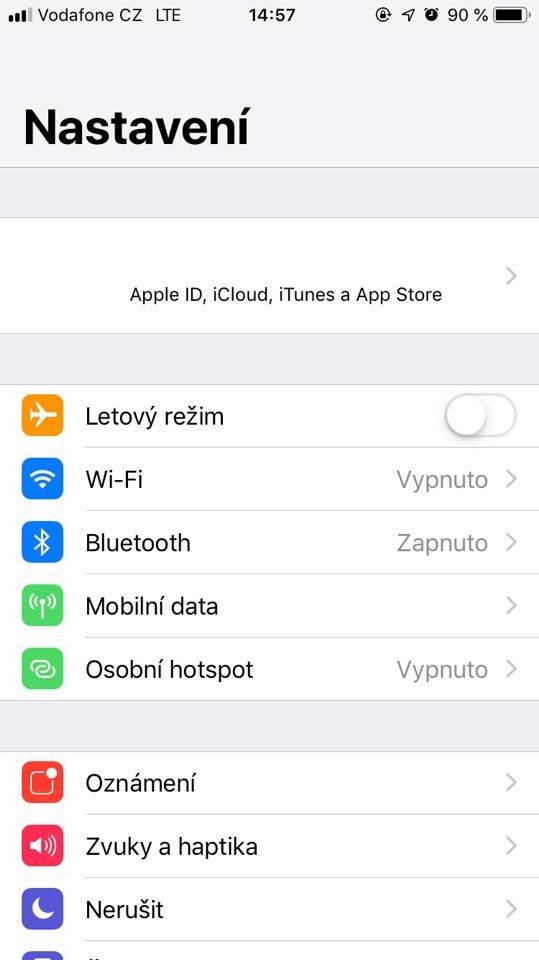 Vodafone CZ LTE 14:57 90 %
Nastavení
Apple ID, iCloud, iTunes a App Store
Letový režim
Wi-Fi Vypnuto
Bluetooth Zapnuto
Mobilní data
Osobní hotspot Vypnuto
Oznámení
Zvuky a haptika
Nerušit